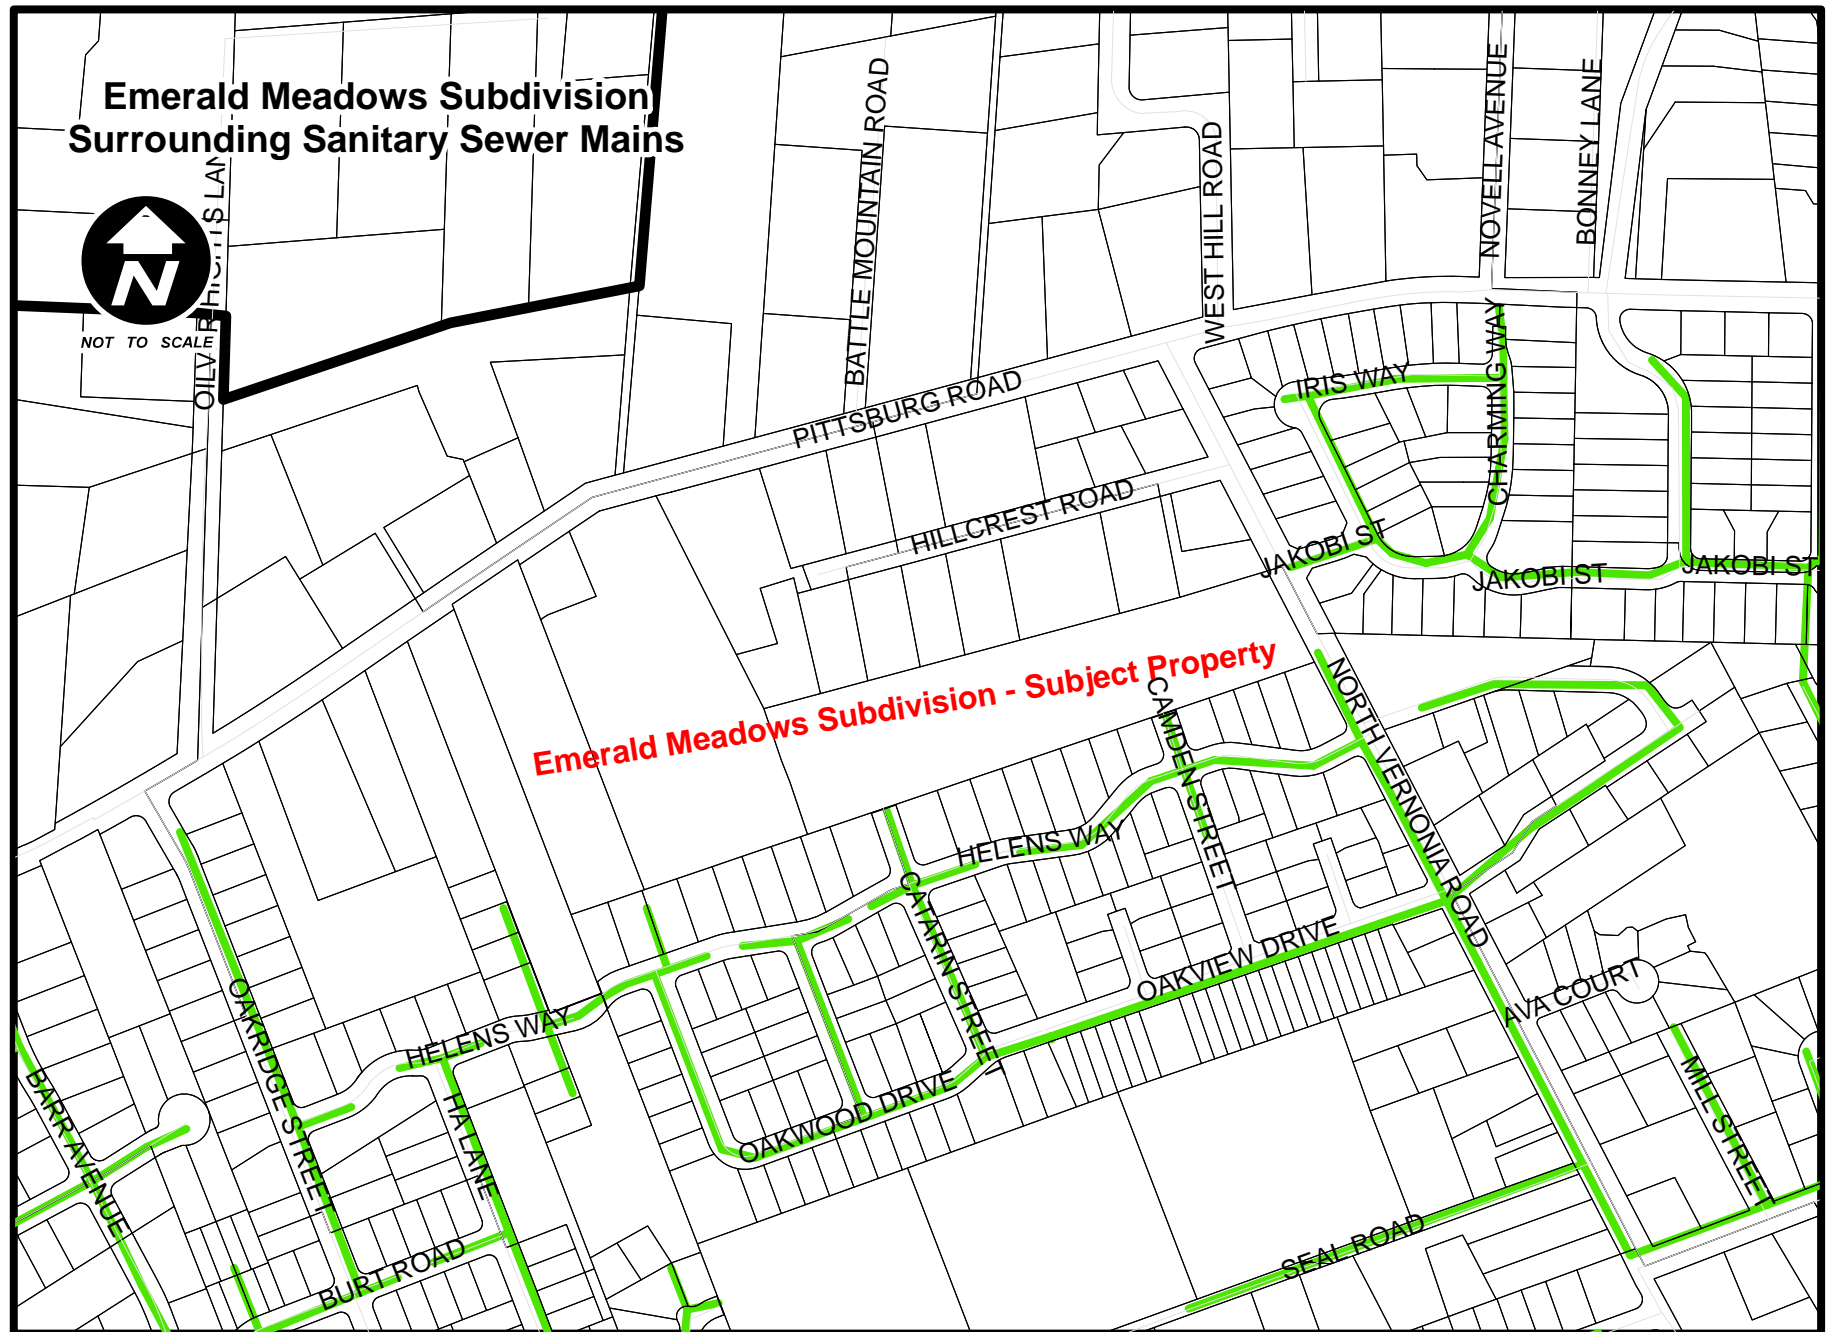 Emerald Meadows Subdivision
Surrounding Sanitary Sewer Mains
N
NOT TO SCALE
BATTLE MOUNTAIN ROAD
WEST HILL ROAD
NOVELL AVENUE
BONNEY LANE
PITTSBURG ROAD
IRIS WAY
CHARMING WAY
HILLCREST ROAD
JAKOBI ST
JAKOBI ST
JAKOBI ST
Emerald Meadows Subdivision - Subject Property
CAMDEN STREET
NORTH VERNONIA ROAD
HELENS WAY
CATARIN STREET
OAKVIEW DRIVE
AVA COURT
OAKRIDGE STREET
HELENS WAY
OAKWOOD DRIVE
MILL STREET
BARR AVENUE
HA LANE
BURT ROAD
SEAL ROAD